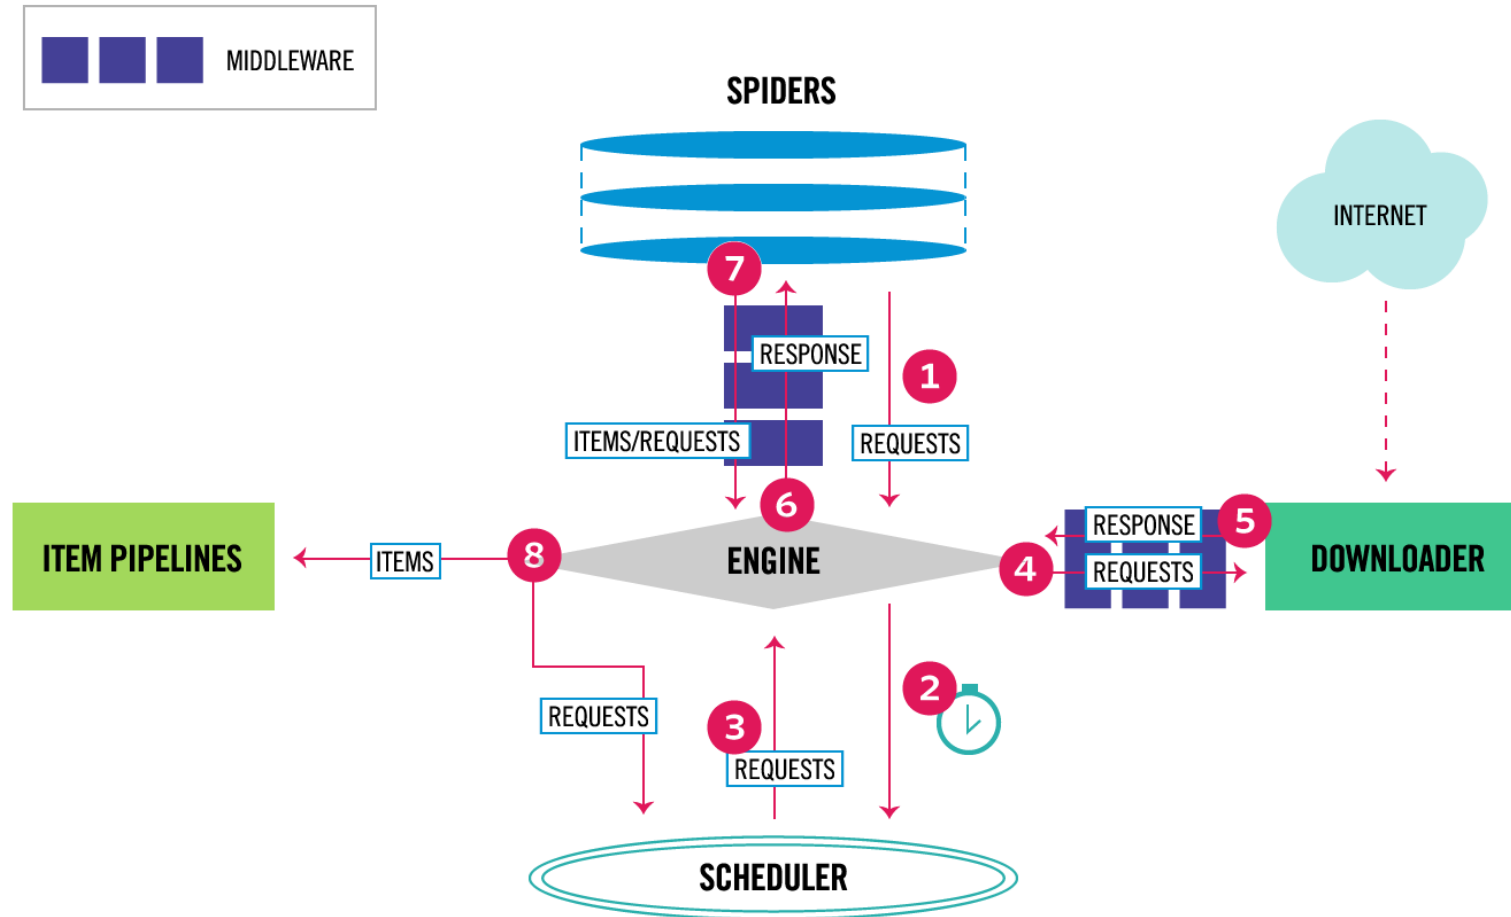 MIDDLEWARE
SPIDERS
INTERNET
7
RESPONSE
1
ITEMS/REQUESTS
REQUESTS
6
5
RESPONSE
8
ITEM PIPELINES
ITEMS
ENGINE
4
REQUESTS
DOWNLOADER
2
REQUESTS
3
REQUESTS
SCHEDULER